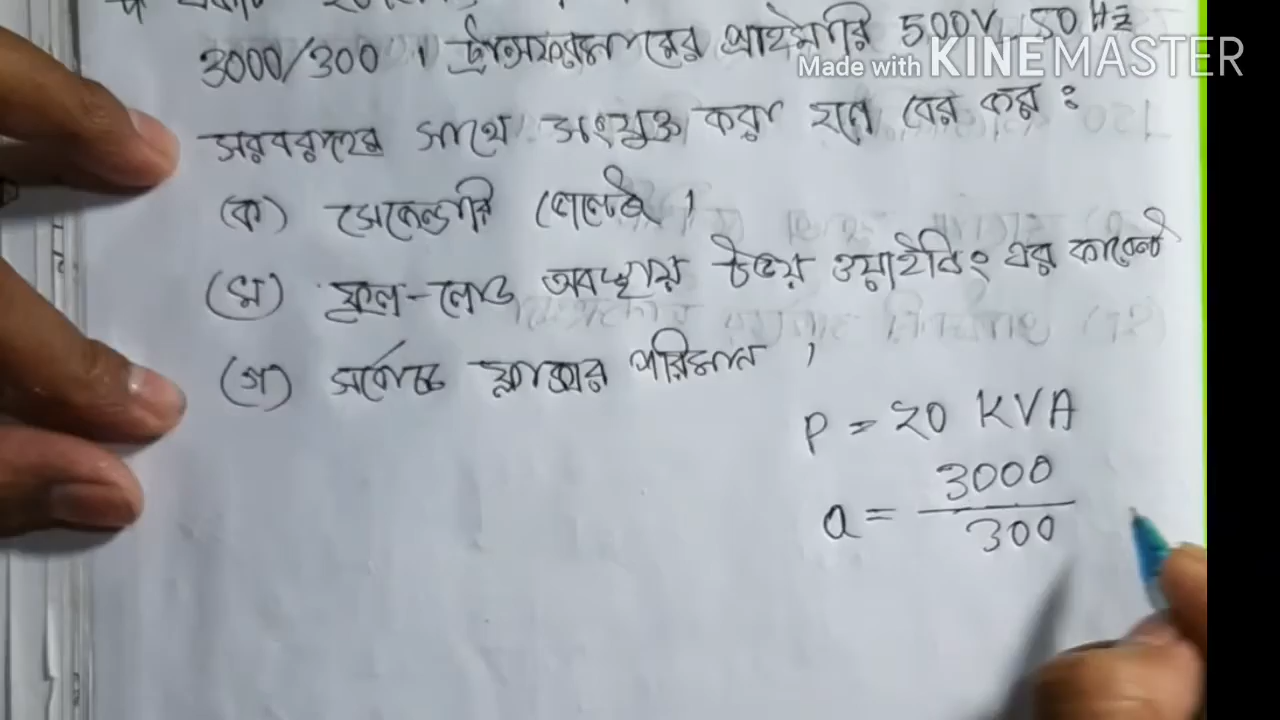 3000/300 । ট্রান্সফরমারের প্রাইমারি 500V, 50 Hz
Made with KINEMASTER
সরবরাহের সাথে সংযুক্ত করা হলে বের কর :
(ক) সেকেন্ডারি ভোল্টেজ ।
(খ) ফুল-লোড অবস্থায় উভয় ওয়াইন্ডিং এর কারেন্ট
(গ) সর্বোচ্চ ফ্লাক্সের পরিমান ,
P = 20 KVA
a = 3000
300